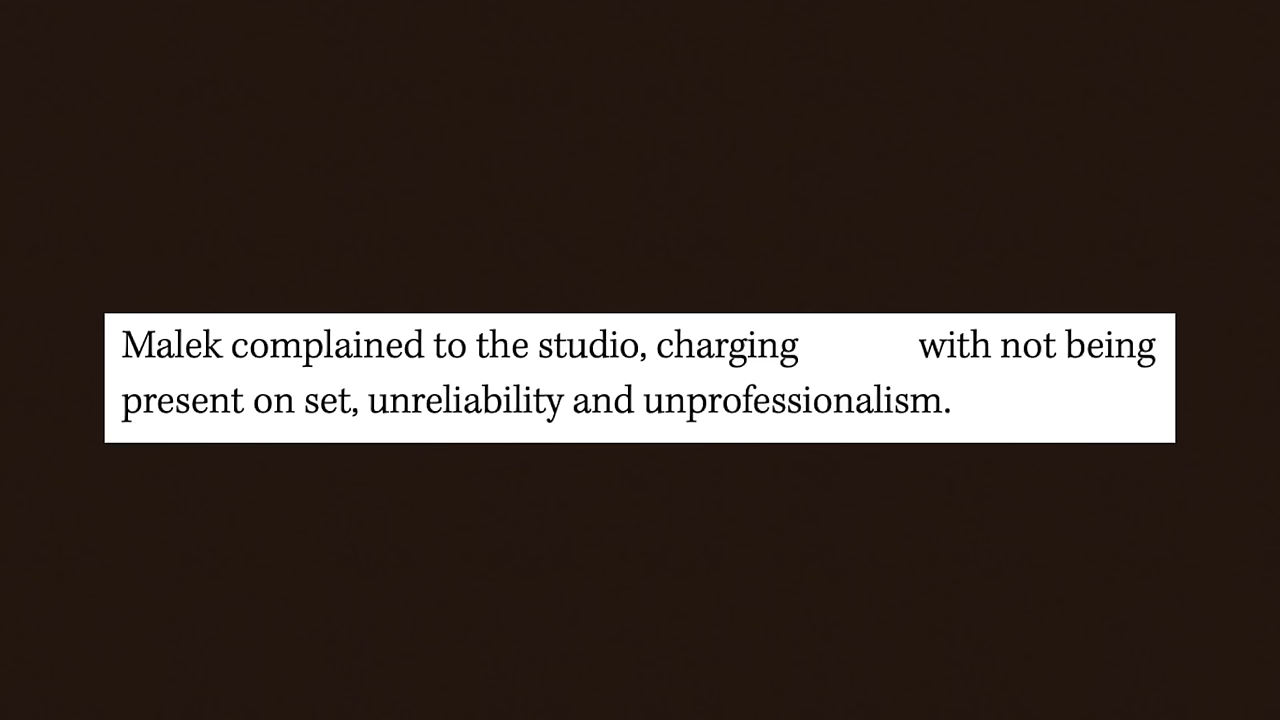 Malek complained to the studio, charging with not being
present on set, unreliability and unprofessionalism.